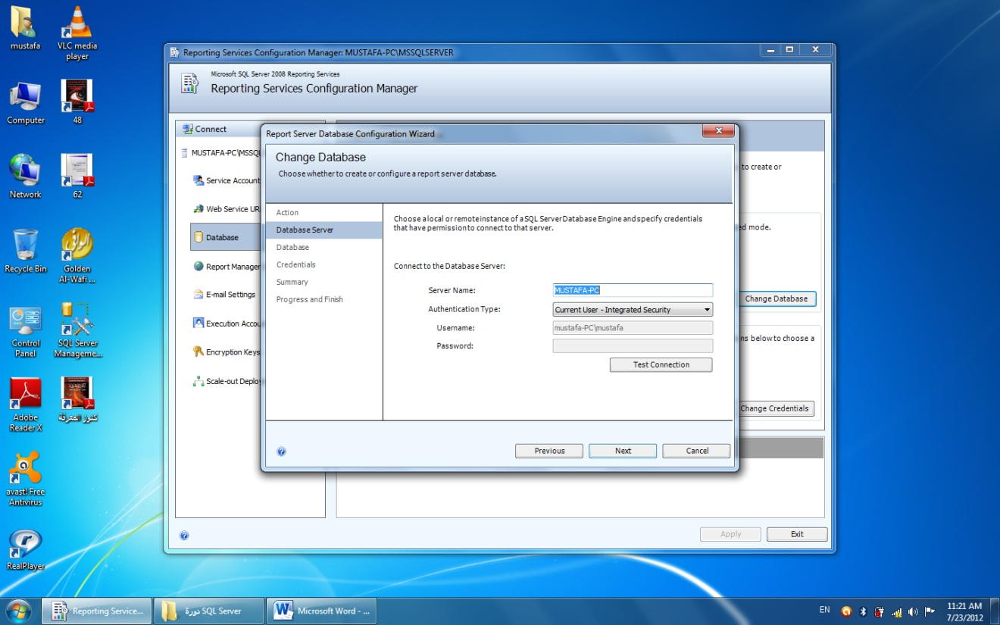 mustafa
VLC media
player
Computer
48
Network
62
Recycle Bin
Golden
Al-Wafi ...
Control
Panel
SQL Server
Manageme...
Adobe
Reader X
كنوز المعرفة
avast! Free
Antivirus
RealPlayer
Reporting Services Configuration Manager: MUSTAFA-PC\MSSQLSERVER
Microsoft SQL Server 2008 Reporting Services
Reporting Services Configuration Manager
Connect
MUSTAFA-PC\MSSQL
Service Account
Web Service UR
Database
Report Manager
E-mail Settings
Execution Accou
Encryption Keys
Scale-out Deplo
to create or
ed mode.
Change Database
ns below to choose a
Change Credentials
Apply
Exit
Report Server Database Configuration Wizard
Change Database
Choose whether to create or configure a report server database.
Action
Database Server
Database
Credentials
Summary
Progress and Finish
Choose a local or remote instance of a SQL Server Database Engine and specify credentials
that have permission to connect to that server.
Connect to the Database Server:
Server Name:
MUSTAFA-PC
Authentication Type:
Current User - Integrated Security
Username:
mustafa-PC\mustafa
Password:
Test Connection
Previous
Next
Cancel
Reporting Service...
دورة SQL Server
Microsoft Word - ...
EN
11:21 AM
7/23/2012